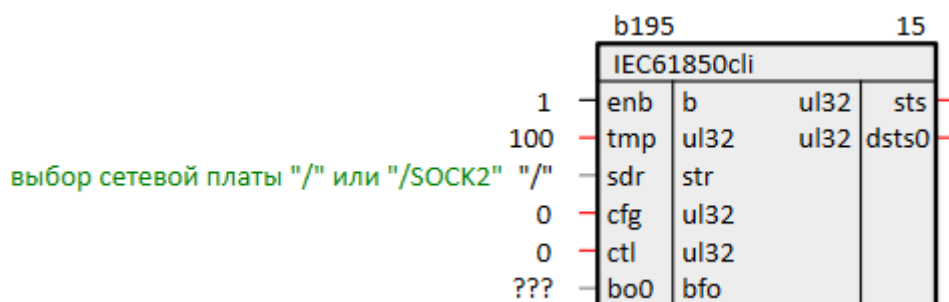 b195 15
IEC61850cli
1 enb b ul32 sts
100 tmp ul32 ul32 dsts0
выбор сетевой платы "/" или "/SOCK2" "/" sdr str
0 cfg ul32
0 ctl ul32
??? bo0 bfo